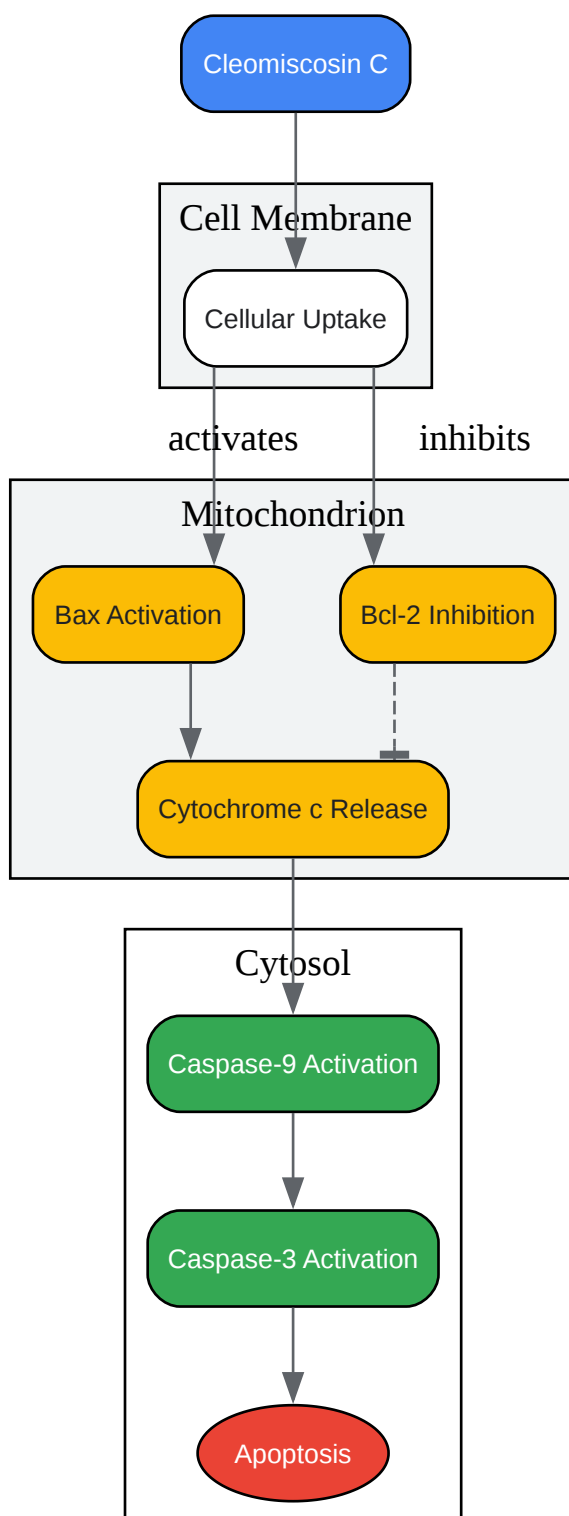 Cleomiscosin C
Cell Membrane
Cellular Uptake
activates
inhibits
Mitochondrion
Bax Activation
Bcl-2 Inhibition
Cytochrome c Release
Cytosol
Caspase-9 Activation
Caspase-3 Activation
Apoptosis